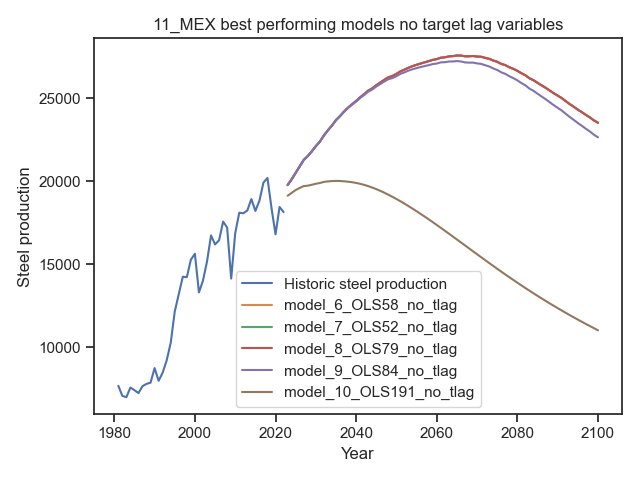 11_MEX best performing models no target lag variables
Steel production
25000
20000
15000
10000
Historic steel production
model_6_OLS58_no_tlag
model_7_OLS52_no_tlag
model_8_OLS79_no_tlag
model_9_OLS84_no_tlag
model_10_OLS191_no_tlag
1980 2000 2020 2040 2060 2080 2100
Year